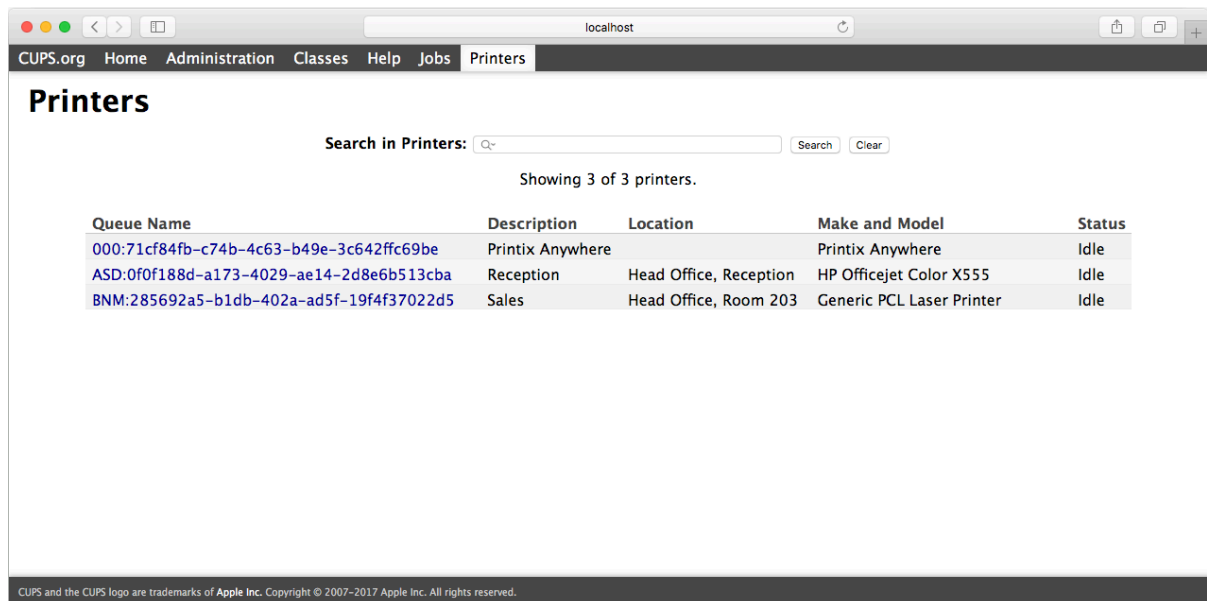 localhost
CUPS.org Home Administration Classes Help Jobs Printers
Printers
Search in Printers: Search Clear
Showing 3 of 3 printers.
Queue Name Description Location Make and Model Status
000:71cf84fb-c74b-4c63-b49e-3c642ffc69be Printix Anywhere Printix Anywhere Idle
ASD:0f0f188d-a173-4029-ae14-2d8e6b513cba Reception Head Office, Reception HP Officejet Color X555 Idle
BNM:285692a5-b1db-402a-ad5f-19f4f37022d5 Sales Head Office, Room 203 Generic PCL Laser Printer Idle
CUPS and the CUPS logo are trademarks of Apple Inc. Copyright © 2007-2017 Apple Inc. All rights reserved.